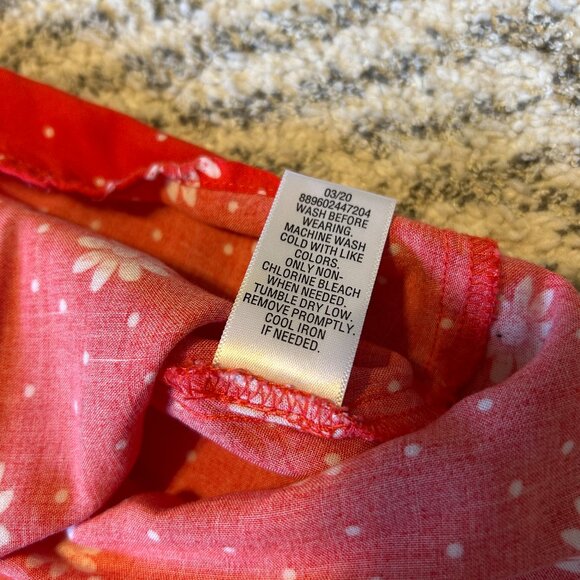 03/20
889602447204
WASH BEFORE
WEARING.
MACHINE WASH
COLD WITH LIKE
COLORS.
ONLY NON-
CHLORINE BLEACH
WHEN NEEDED.
TUMBLE DRY LOW.
REMOVE PROMPTLY.
COOL IRON
IF NEEDED.